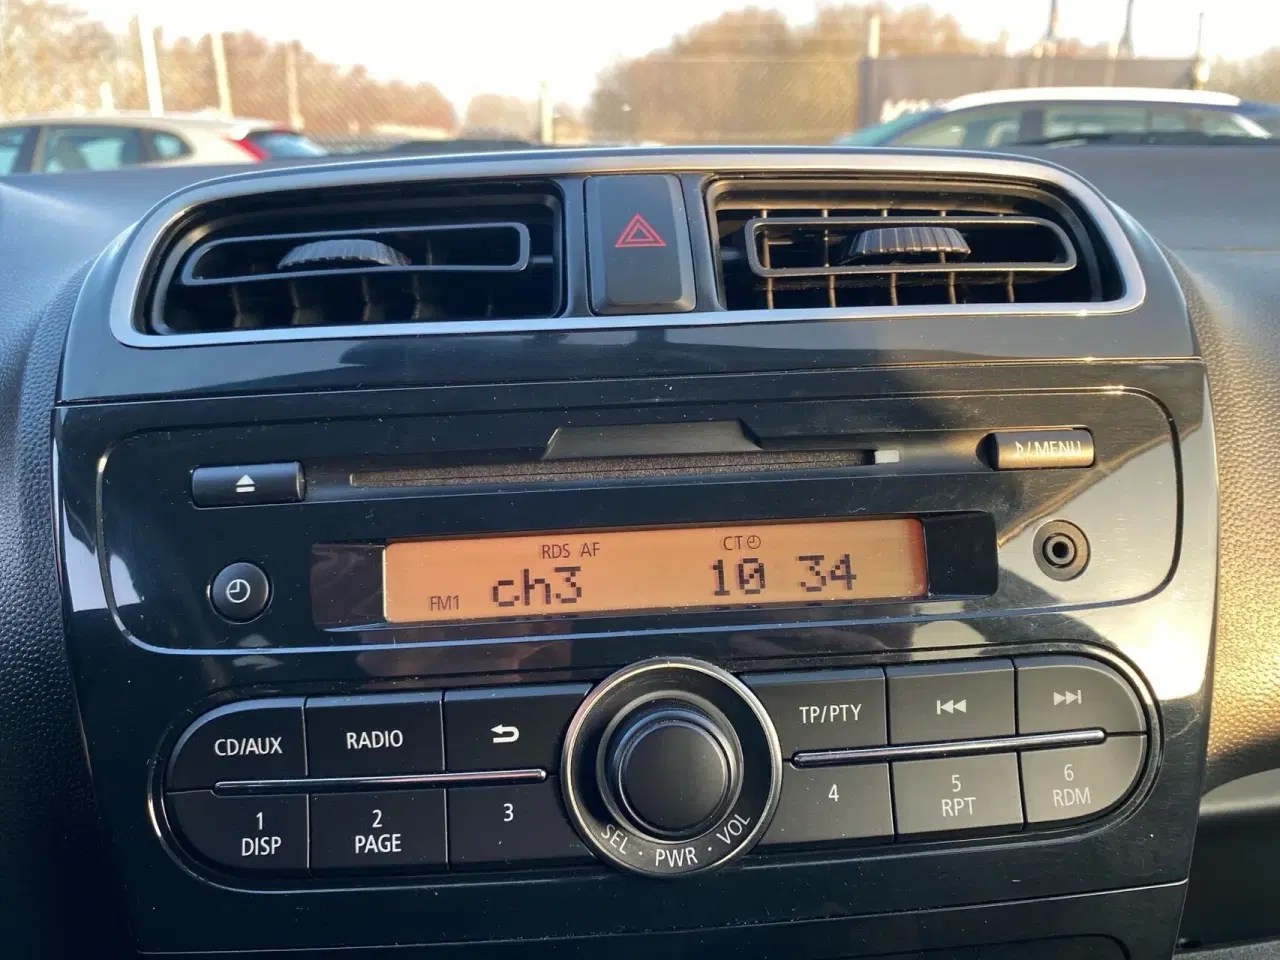 ♪/MENU
RDS AF CT
FM1 ch3 10 34
CD/AUX
RADIO
TP/PTY
1
DISP
2
PAGE
3
4
5
RPT
6
RDM
SEL · PWR · VOL